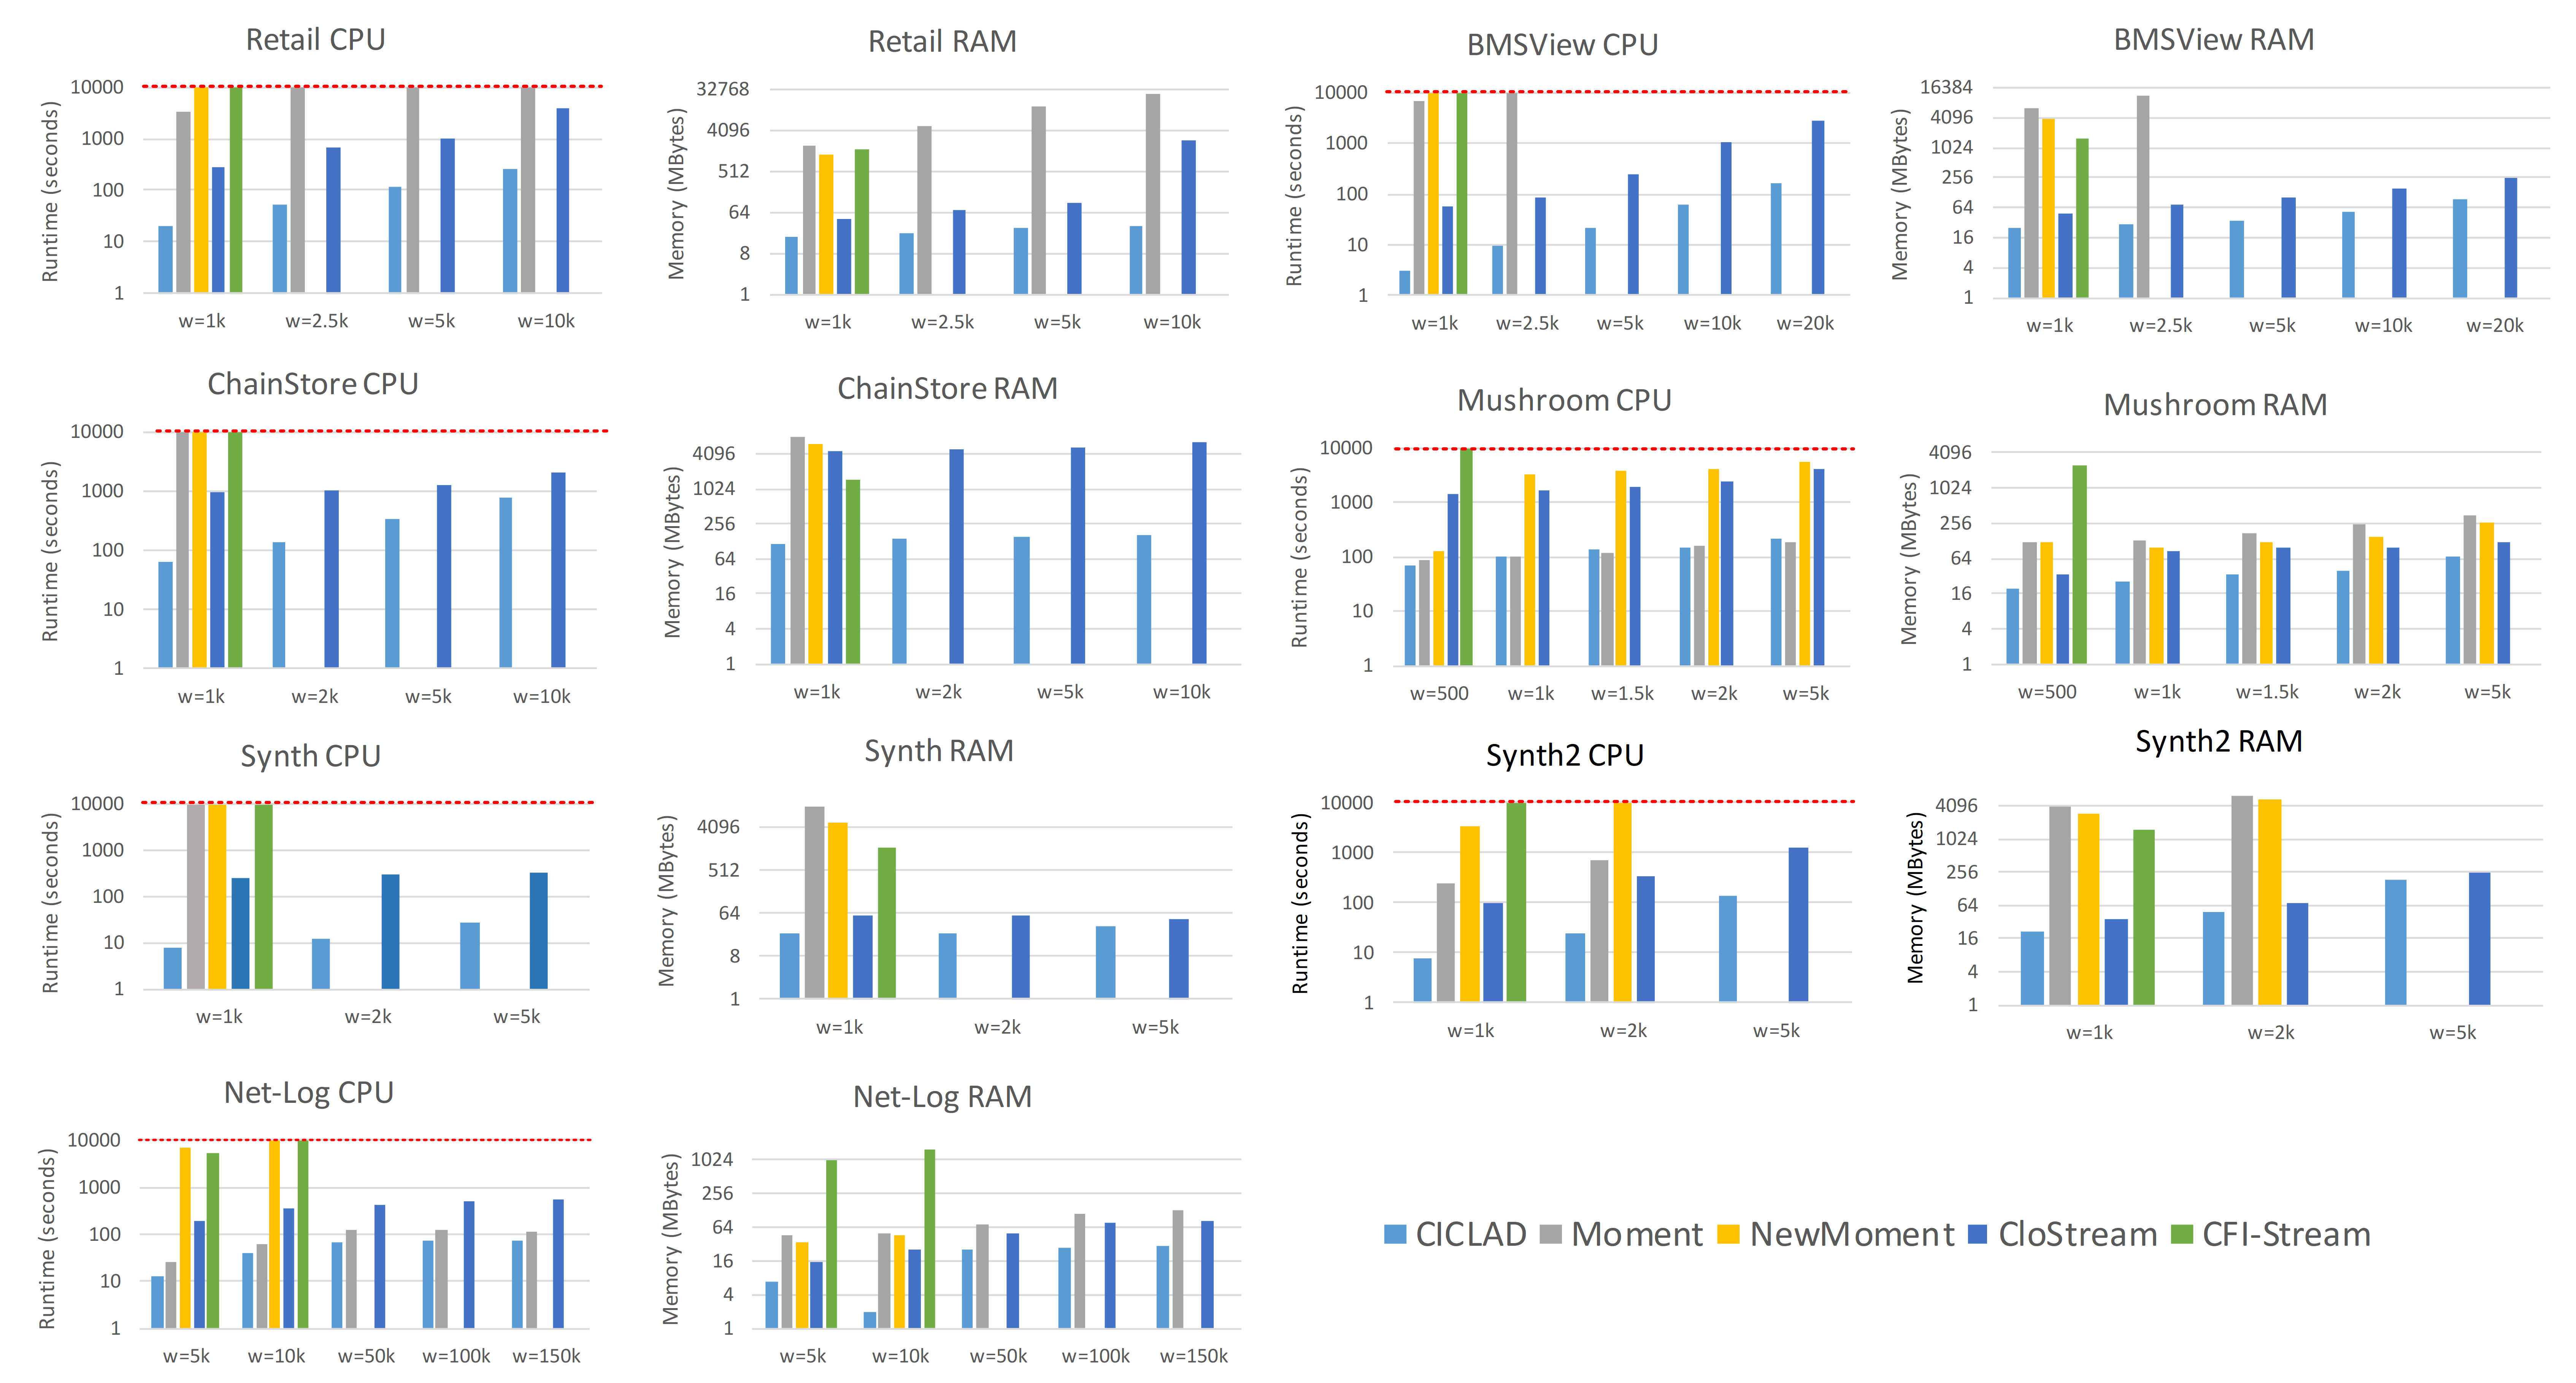 Retail CPU
Runtime (seconds)
10000
1000
100
10
1
w=1k w=2.5k w=5k w=10k
Retail RAM
Memory (MBytes)
32768
4096
512
64
8
1
w=1k w=2.5k w=5k w=10k
BMSView CPU
Runtime (seconds)
10000
1000
100
10
1
w=1k w=2.5k w=5k w=10k w=20k
BMSView RAM
Memory (MBytes)
16384
4096
1024
256
64
16
4
1
w=1k w=2.5k w=5k w=10k w=20k
ChainStore CPU
Runtime (seconds)
10000
1000
100
10
1
w=1k w=2k w=5k w=10k
ChainStore RAM
Memory (MBytes)
4096
1024
256
64
16
4
1
w=1k w=2k w=5k w=10k
Mushroom CPU
Runtime (seconds)
10000
1000
100
10
1
w=500 w=1k w=1.5k w=2k w=5k
Mushroom RAM
Memory (MBytes)
4096
1024
256
64
16
4
1
w=500 w=1k w=1.5k w=2k w=5k
Synth CPU
Runtime (seconds)
10000
1000
100
10
1
w=1k w=2k w=5k
Synth RAM
Memory (MBytes)
4096
512
64
8
1
w=1k w=2k w=5k
Synth2 CPU
Runtime (seconds)
10000
1000
100
10
1
w=1k w=2k w=5k
Synth2 RAM
Memory (MBytes)
4096
1024
256
64
16
4
1
w=1k w=2k w=5k
Net-Log CPU
Runtime (seconds)
10000
1000
100
10
1
w=5k w=10k w=50k w=100k w=150k
Net-Log RAM
Memory (MBytes)
1024
256
64
16
4
1
w=5k w=10k w=50k w=100k w=150k
CICLAD Moment NewMoment CloStream CFI-Stream